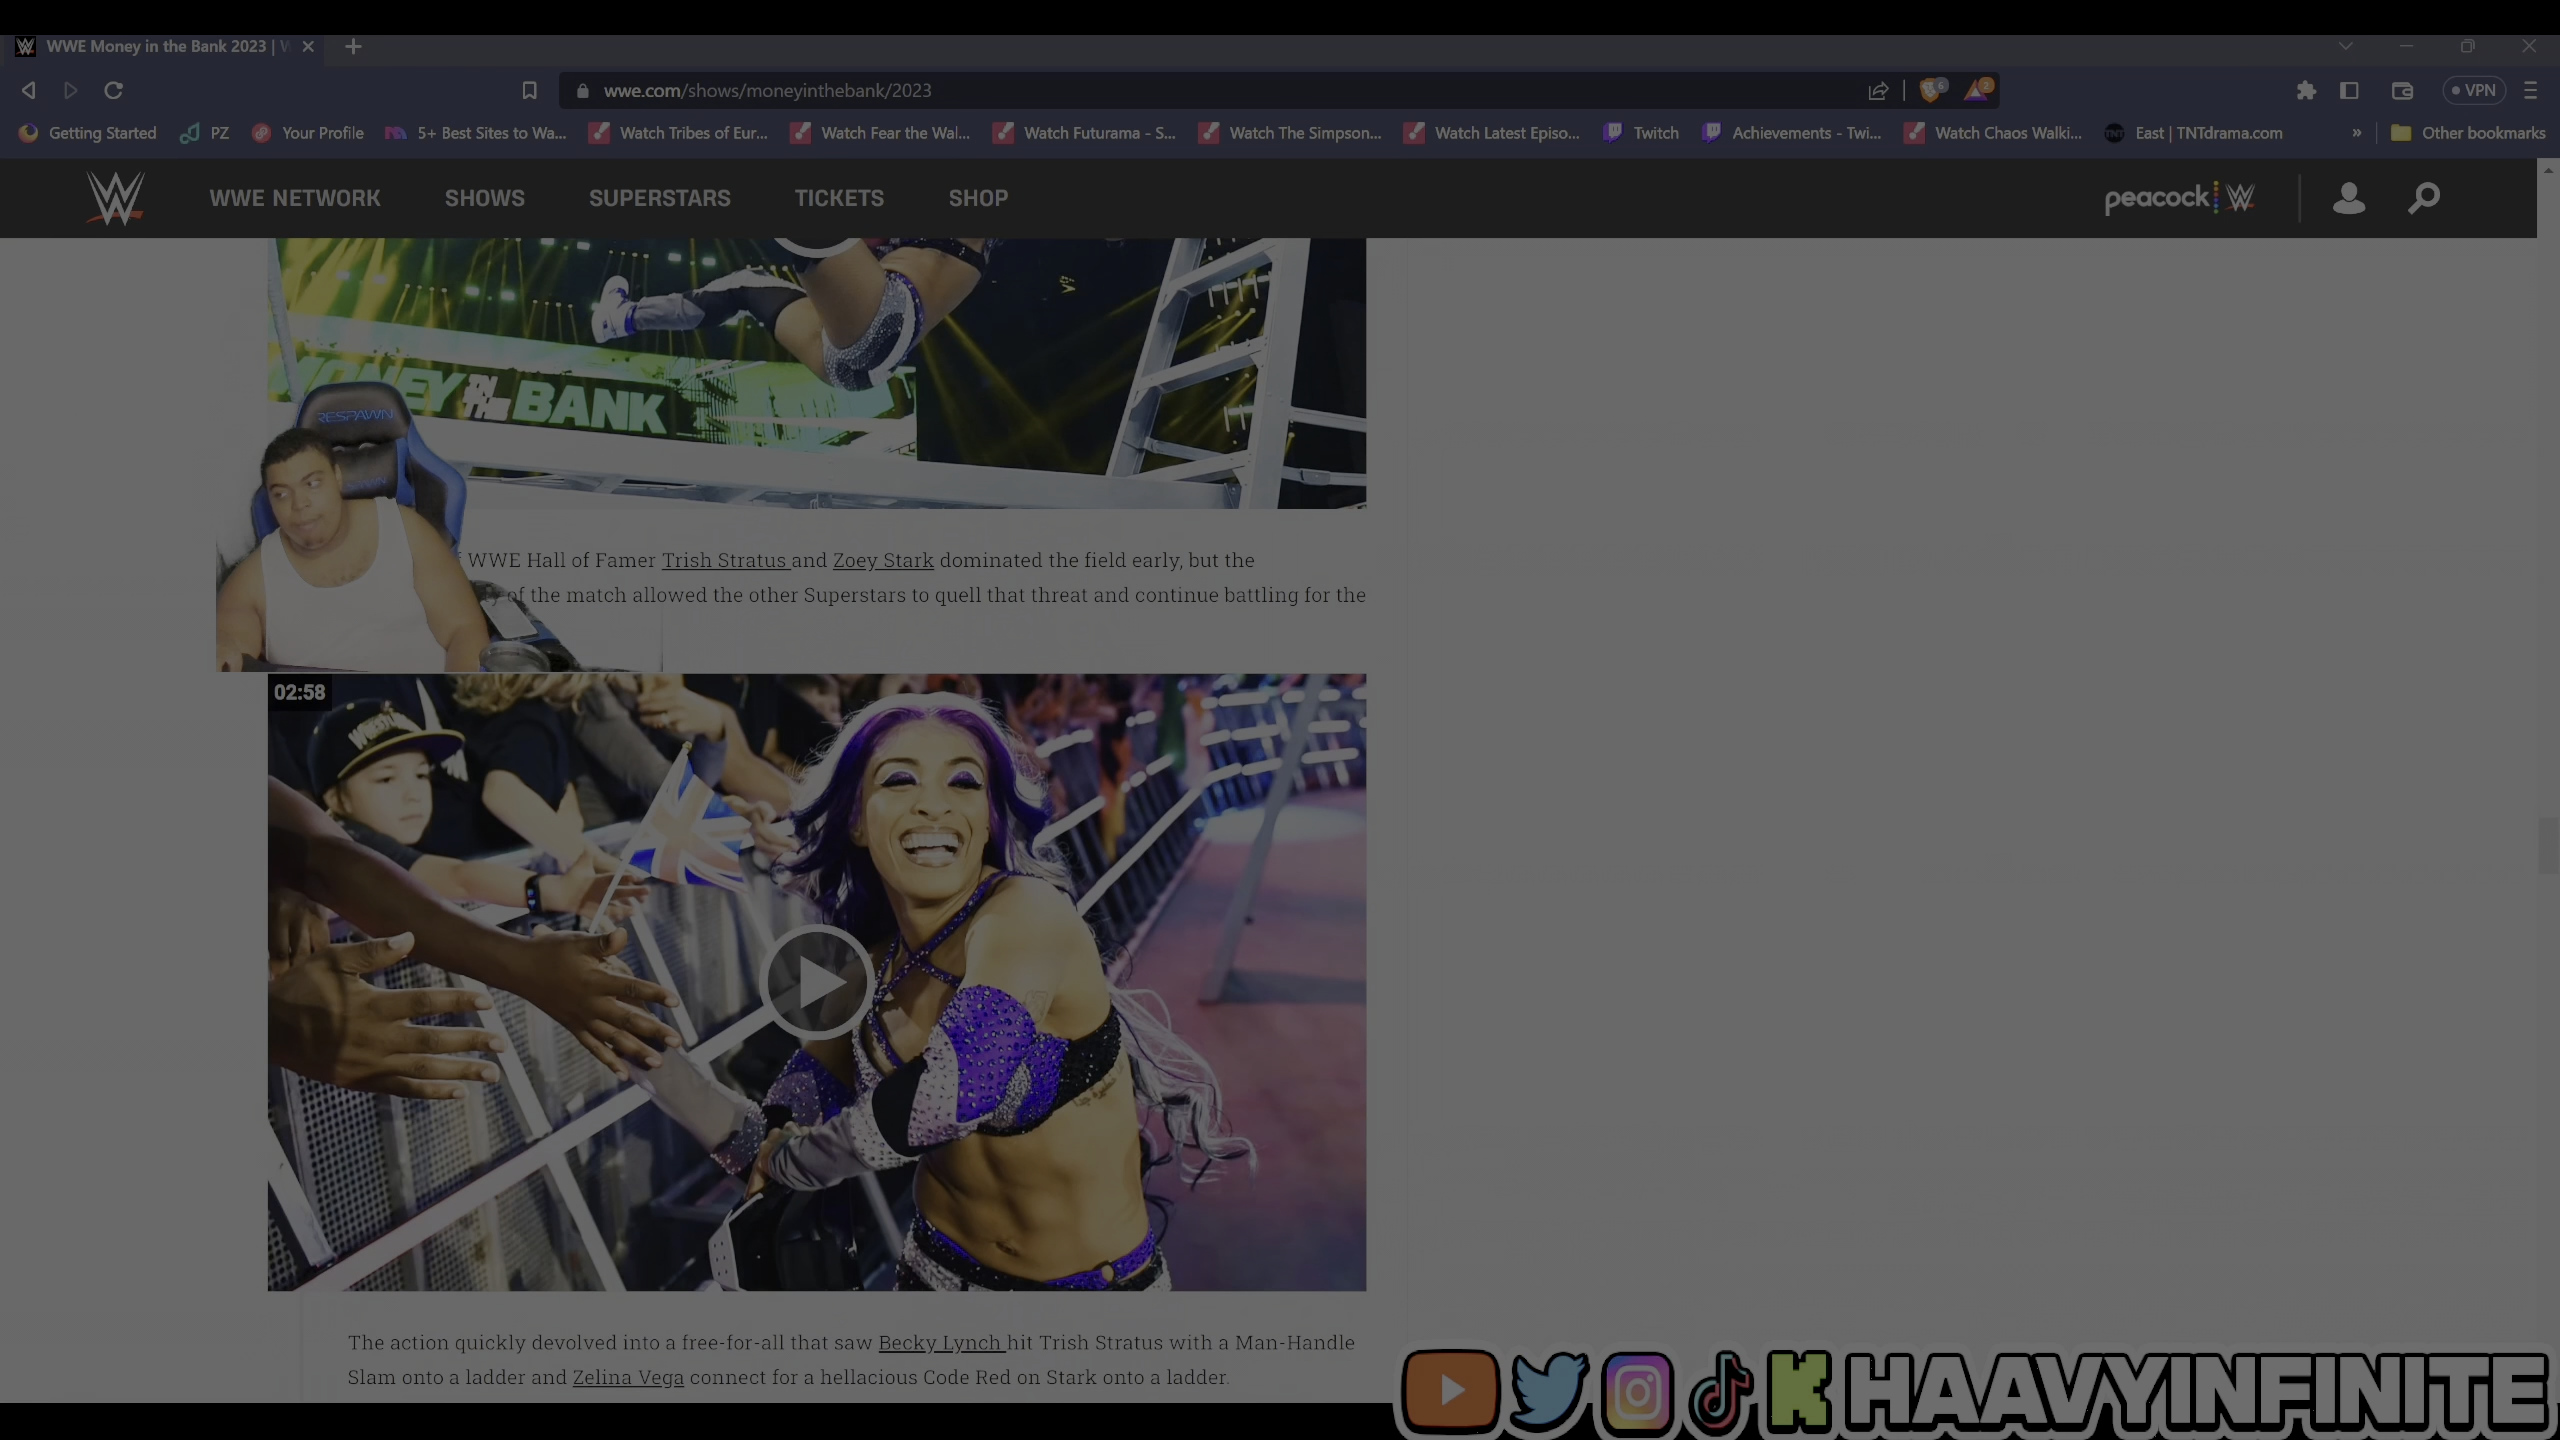 WWE Money in the Bank 2023 | W
wwe.com/shows/moneyinthebank/2023
6
2
VPN
Getting Started
PZ
Your Profile
5+ Best Sites to Wa...
Watch Tribes of Eur...
Watch Fear the Wal...
Watch Futurama - S...
Watch The Simpson...
Watch Latest Episo...
Twitch
Achievements - Twi...
Watch Chaos Walki...
East | TNTdrama.com
»
Other bookmarks
WWE NETWORK
SHOWS
SUPERSTARS
TICKETS
SHOP
peacock
MONEY IN THE BANK
RESPAWN
WWE Hall of Famer Trish Stratus and Zoey Stark dominated the field early, but the
of the match allowed the other Superstars to quell that threat and continue battling for the
02:58
The action quickly devolved into a free-for-all that saw Becky Lynch hit Trish Stratus with a Man-Handle
Slam onto a ladder and Zelina Vega connect for a hellacious Code Red on Stark onto a ladder.
K HAAVYINFINITE